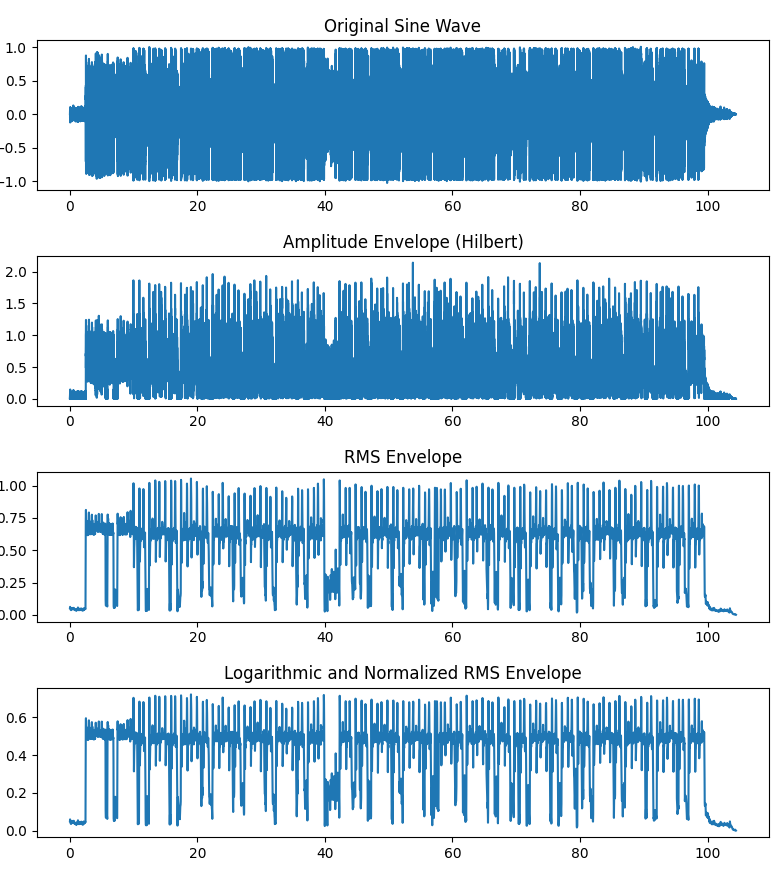 Original Sine Wave
1.0
0.5
0.0
−0.5
−1.0
0 20 40 60 80 100
Amplitude Envelope (Hilbert)
2.0
1.5
1.0
0.5
0.0
0 20 40 60 80 100
RMS Envelope
1.00
0.75
0.50
0.25
0.00
0 20 40 60 80 100
Logarithmic and Normalized RMS Envelope
0.6
0.4
0.2
0.0
0 20 40 60 80 100